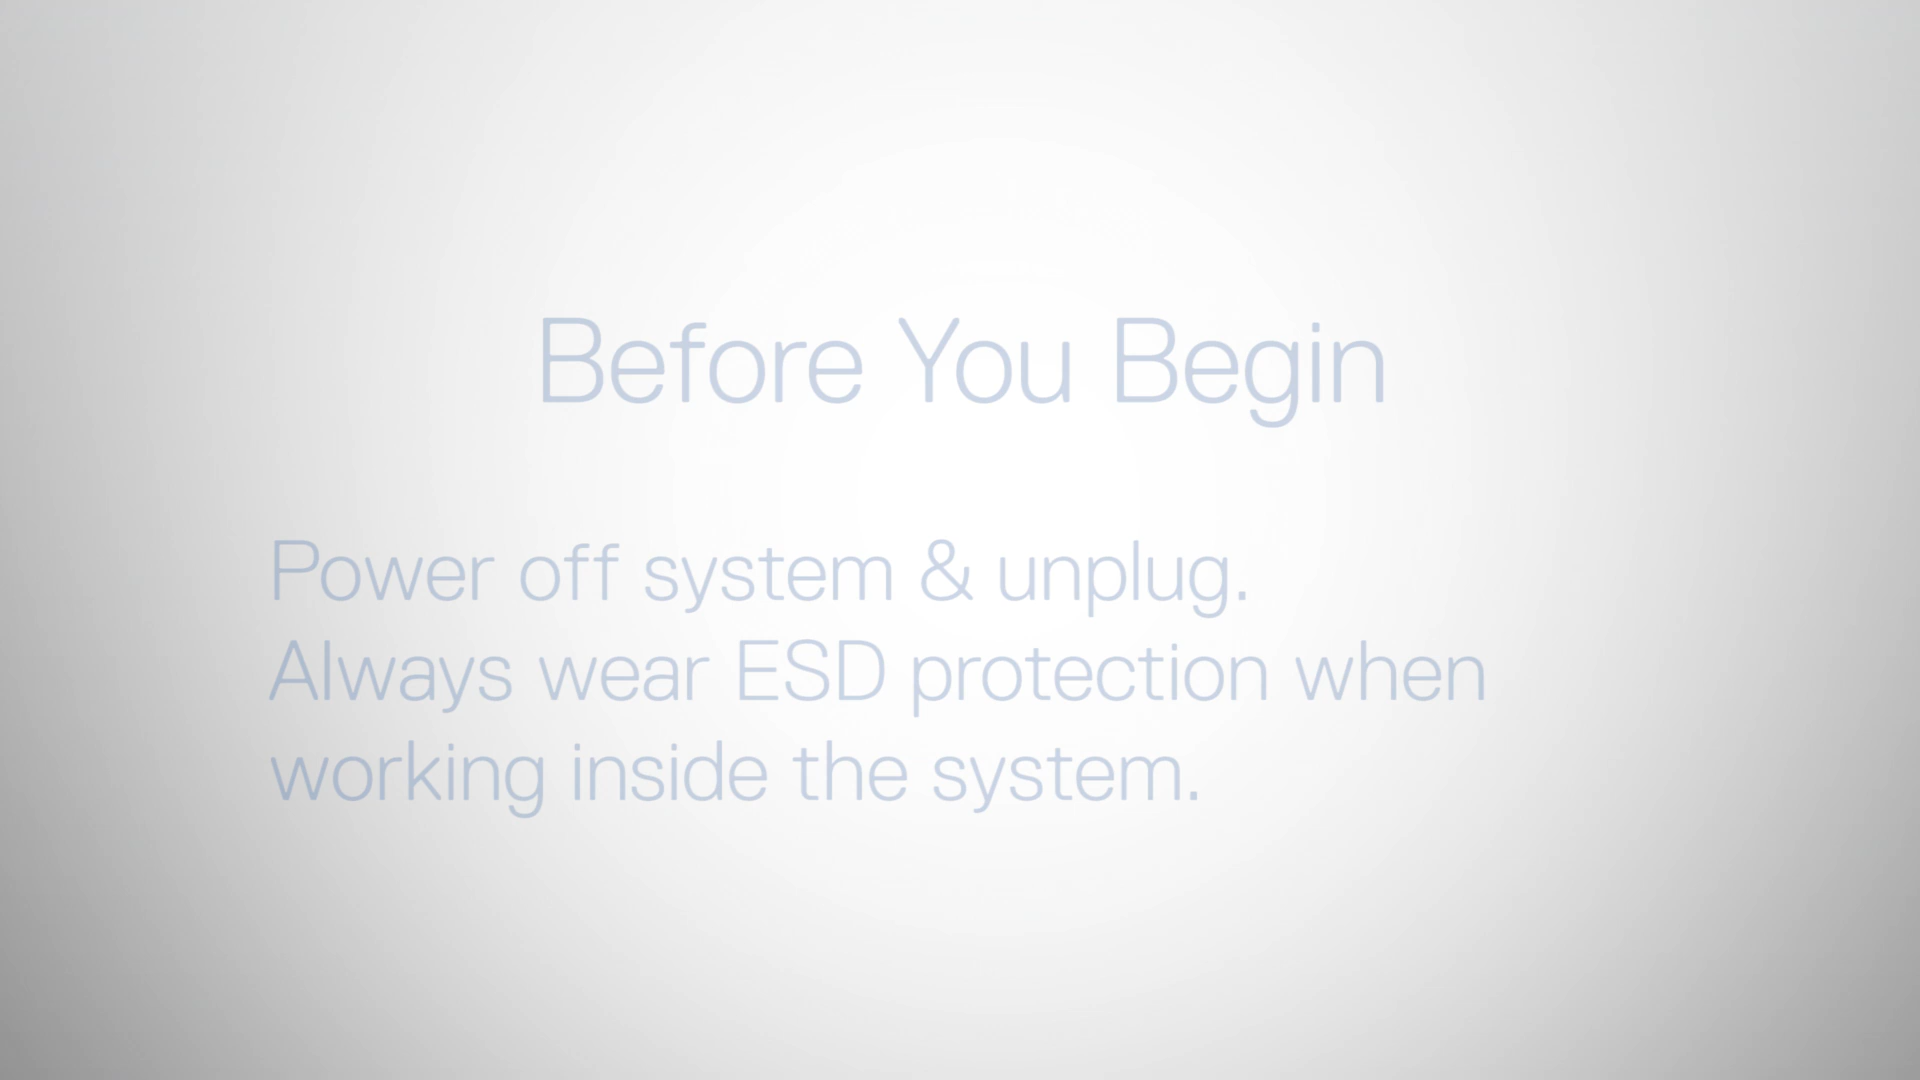 Before You Begin
Power off system & unplug.
Always wear ESD protection when
working inside the system.